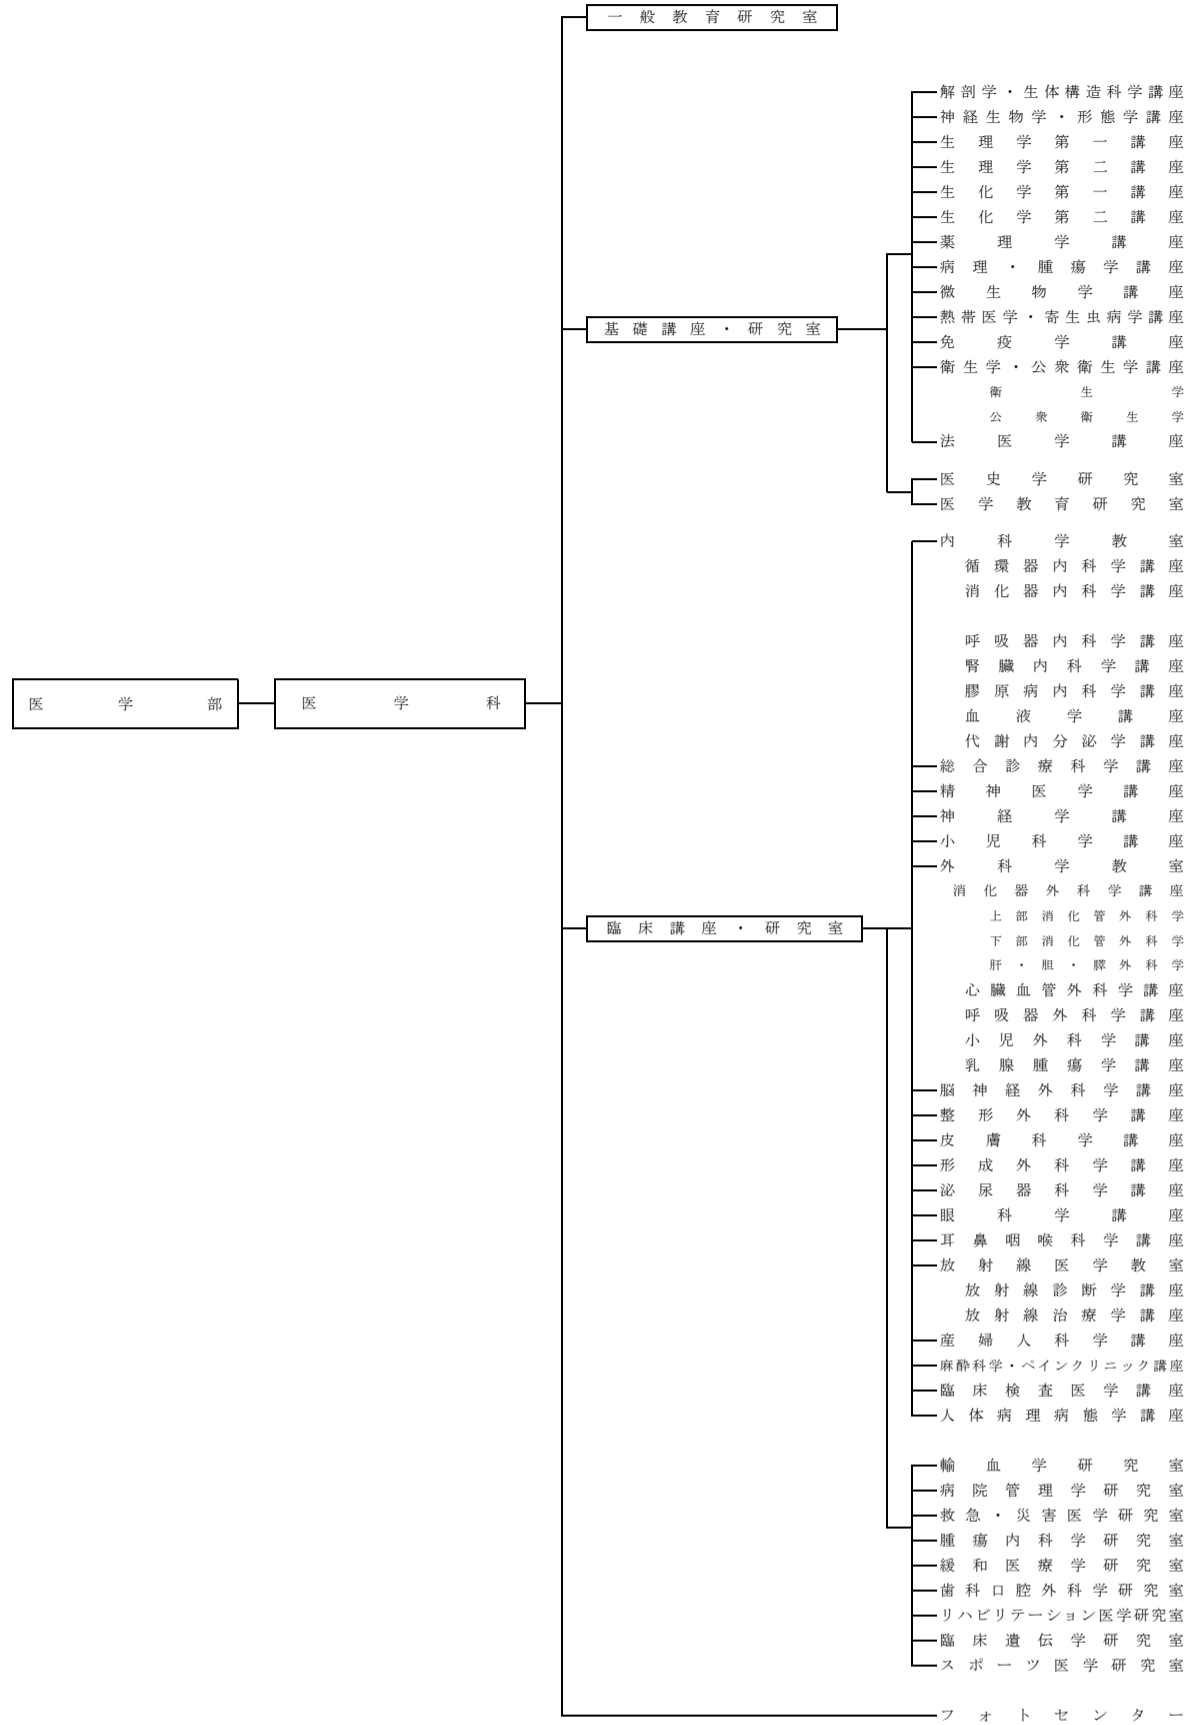 一般教育研究室
解剖学・生体構造科学講座
神経生物学・形態学講座
生理学第一講座
生理学第二講座
生化学第一講座
生化学第二講座
薬理学講座
病理・腫瘍学講座
微生物学講座
熱帯医学・寄生虫病学講座
基礎講座・研究室
免疫学講座
衛生学・公衆衛生学講座
衛生学
公衆衛生学
法医学講座
医史学研究室
医学教育研究室
内科学教室
循環器内科学講座
消化器内科学講座
呼吸器内科学講座
腎臓内科学講座
膠原病内科学講座
医学部
医学科
血液学講座
代謝内分泌学講座
総合診療科学講座
精神医学講座
神経学講座
小児科学講座
外科学教室
消化器外科学講座
上部消化管外科学
臨床講座・研究室
下部消化管外科学
肝・胆・膵外科学
心臓血管外科学講座
呼吸器外科学講座
小児外科学講座
乳腺腫瘍学講座
脳神経外科学講座
整形外科学講座
皮膚科学講座
形成外科学講座
泌尿器科学講座
眼科学講座
耳鼻咽喉科学講座
放射線医学教室
放射線診断学講座
放射線治療学講座
産婦人科学講座
麻酔科学・ペインクリニック講座
臨床検査医学講座
人体病理病態学講座
輸血学研究室
病院管理学研究室
救急・災害医学研究室
腫瘍内科学研究室
緩和医療学研究室
歯科口腔外科学研究室
リハビリテーション医学研究室
臨床遺伝学研究室
スポーツ医学研究室
フォトセンター